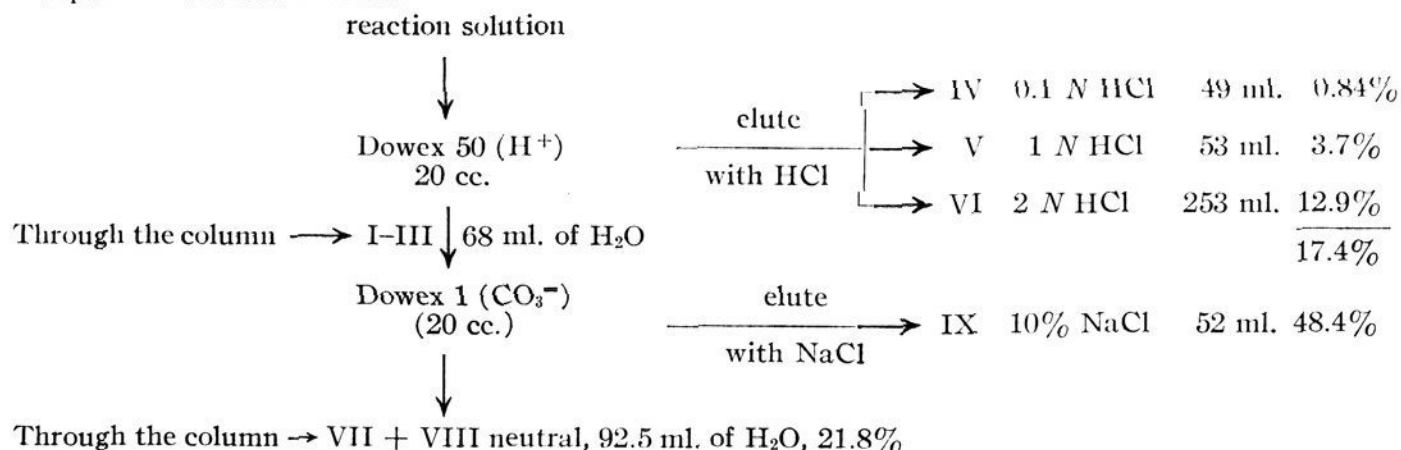 reaction solution
Dowex 50 (H+)
20 cc.
elute
with HCl
IV 0.1 N HCl 49 ml. 0.84%
V 1 N HCl 53 ml. 3.7%
VI 2 N HCl 253 ml. 12.9%
17.4%
Through the column → I–III 68 ml. of H₂O
Dowex 1 (CO₃⁼)
(20 cc.)
elute
with NaCl
IX 10% NaCl 52 ml. 48.4%
Through the column → VII + VIII neutral, 92.5 ml. of H₂O, 21.8%